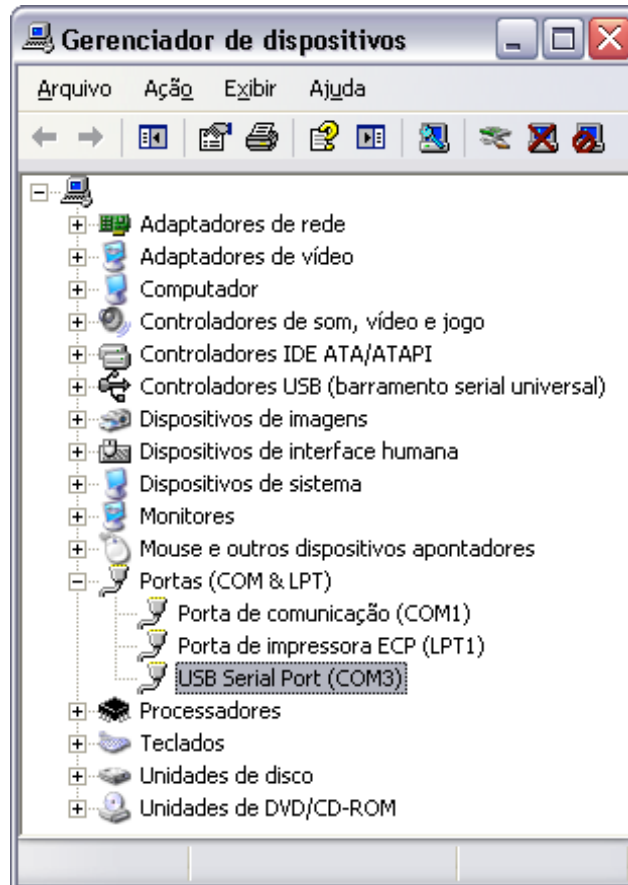 Gerenciador de dispositivos
Arquivo Ação Exibir Ajuda
Adaptadores de rede
Adaptadores de vídeo
Computador
Controladores de som, vídeo e jogo
Controladores IDE ATA/ATAPI
Controladores USB (barramento serial universal)
Dispositivos de imagens
Dispositivos de interface humana
Dispositivos de sistema
Monitores
Mouse e outros dispositivos apontadores
Portas (COM & LPT)
Porta de comunicação (COM1)
Porta de impressora ECP (LPT1)
USB Serial Port (COM3)
Processadores
Teclados
Unidades de disco
Unidades de DVD/CD-ROM